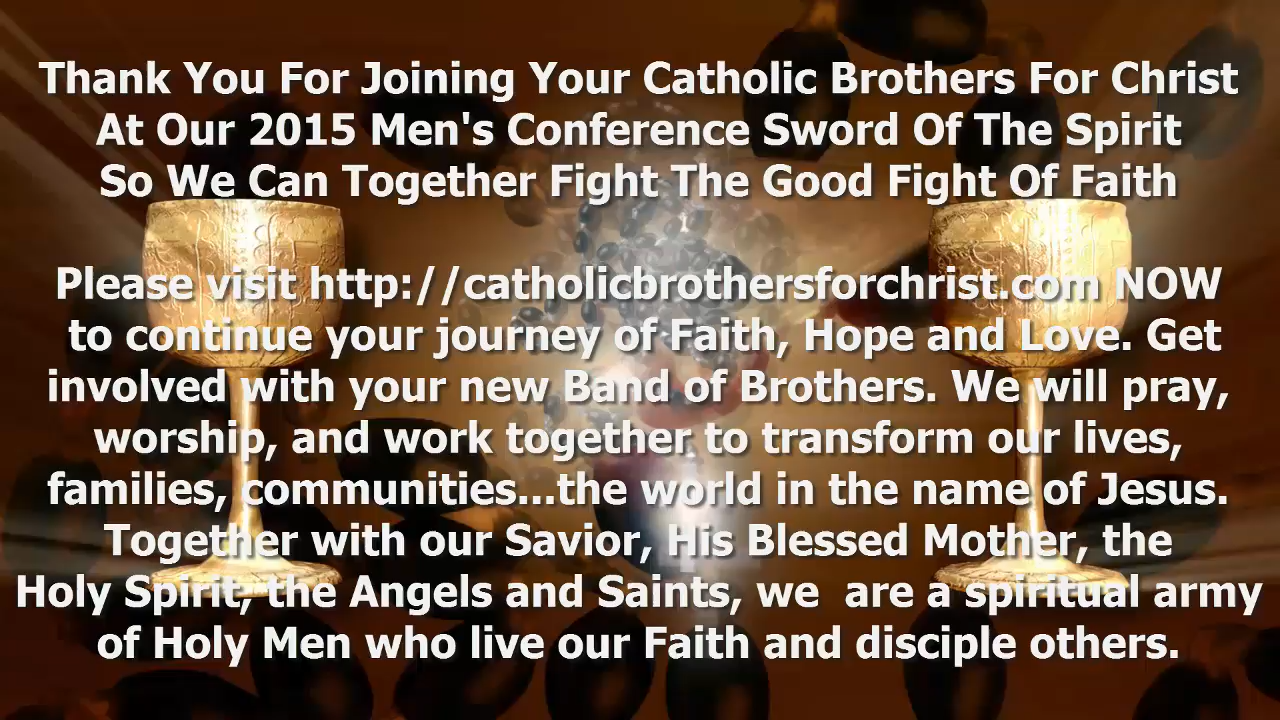 Thank You For Joining Your Catholic Brothers For Christ
At Our 2015 Men's Conference Sword Of The Spirit
So We Can Together Fight The Good Fight Of Faith
Please visit http://catholicbrothersforchrist.com NOW
to continue your journey of Faith, Hope and Love. Get
involved with your new Band of Brothers. We will pray,
worship, and work together to transform our lives,
families, communities...the world in the name of Jesus.
Together with our Savior, His Blessed Mother, the
Holy Spirit, the Angels and Saints, we  are a spiritual army
of Holy Men who live our Faith and disciple others.